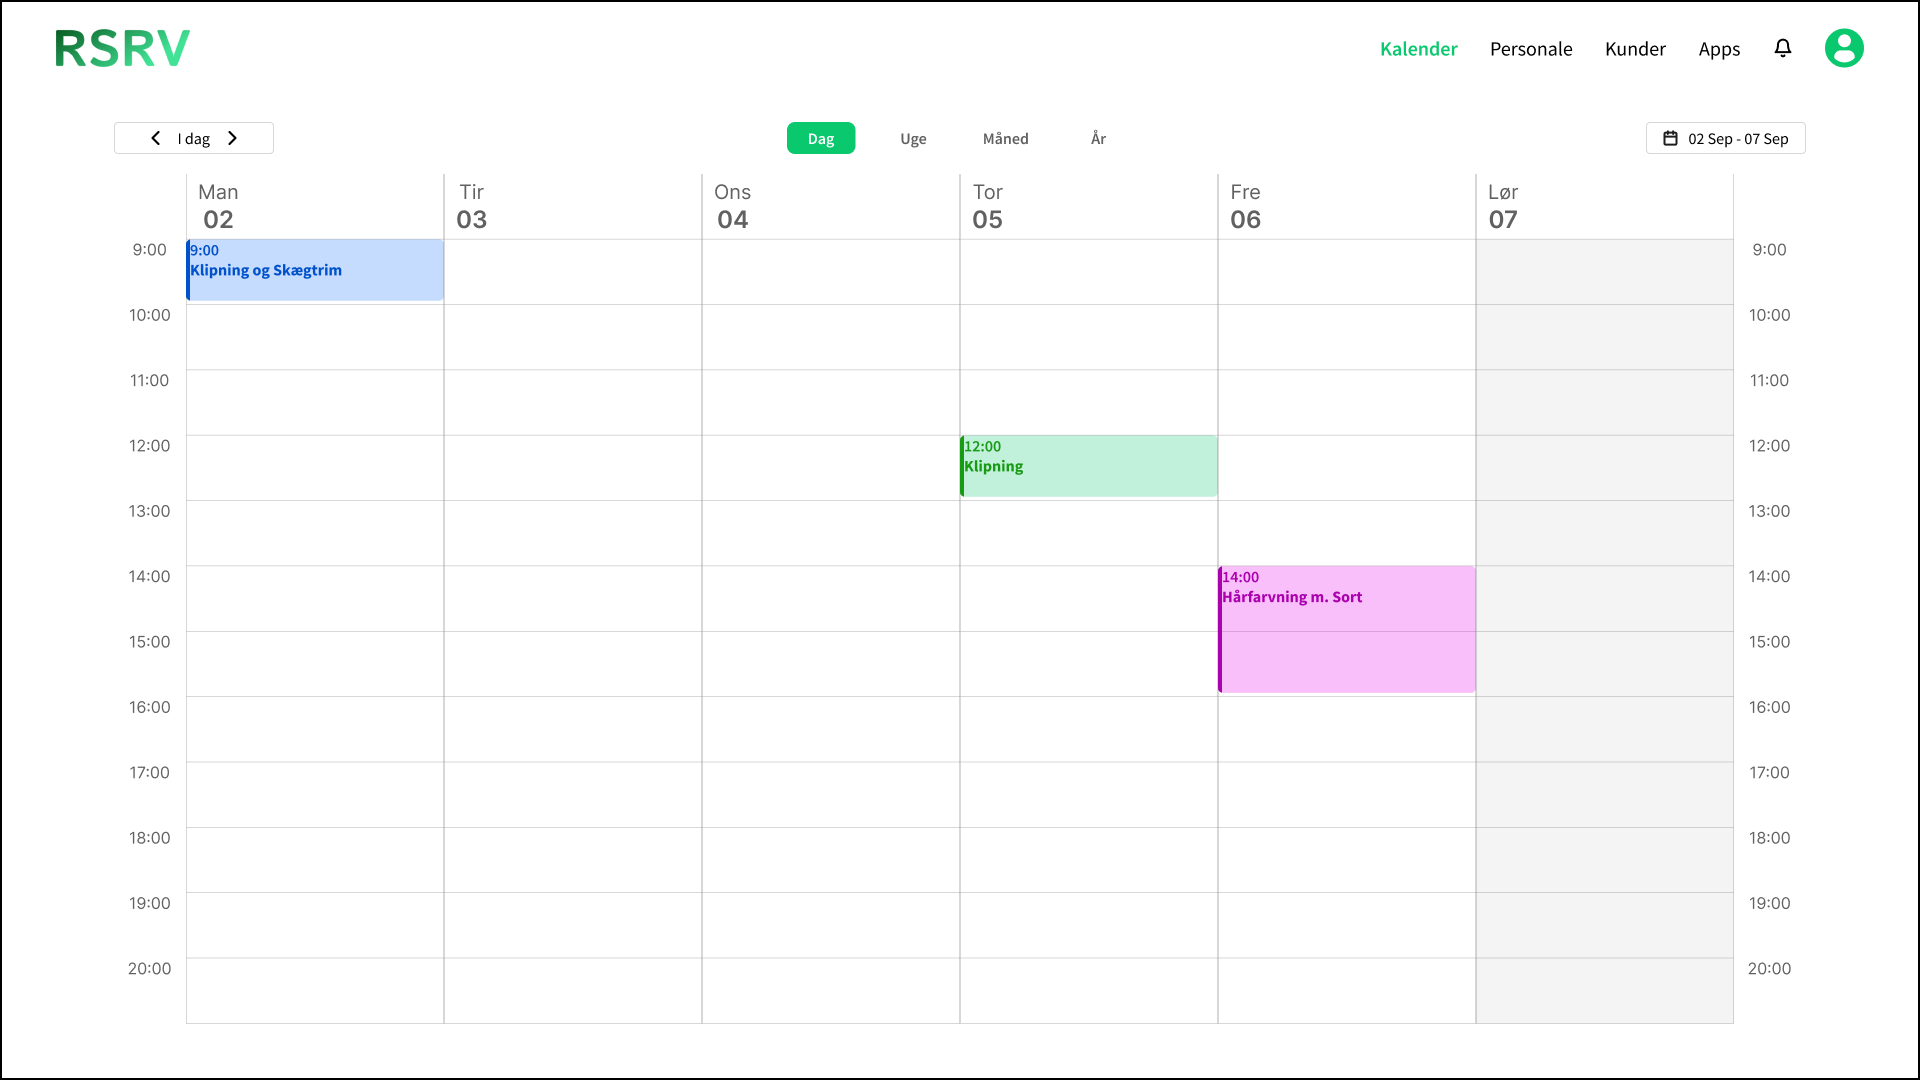 RSRV
Kalender Personale Kunder Apps
I dag
Dag Uge Måned År
02 Sep - 07 Sep
Man Tir Ons Tor Fre Lør
02 03 04 05 06 07
9:00 9:00 9:00
Klipning og Skægtrim
10:00 10:00
11:00 11:00
12:00 12:00 12:00
Klipning
13:00 13:00
14:00 14:00 14:00
Hårfarvning m. Sort
15:00 15:00
16:00 16:00
17:00 17:00
18:00 18:00
19:00 19:00
20:00 20:00